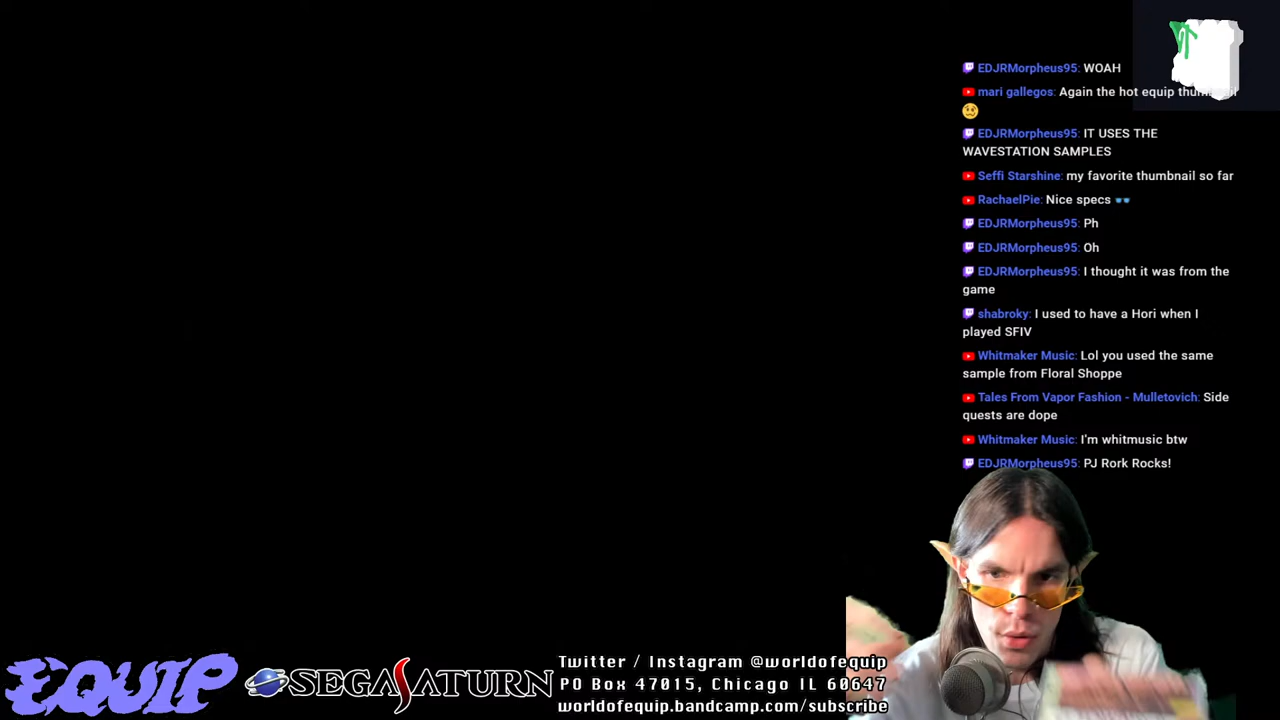 EDJRMorpheus95: WOAH
mari gallegos: Again the hot equip
EDJRMorpheus95: IT USES THE
WAVESTATION SAMPLES
Seffi Starshine: my favorite thumbnail so far
RachaelPie: Nice specs 🕶️
EDJRMorpheus95: Ph
EDJRMorpheus95: Oh
EDJRMorpheus95: I thought it was from the
game
shabroky: I used to have a Hori when I
played SFIV
Whitmaker Music: Lol you used the same
sample from Floral Shoppe
Tales From Vapor Fashion - Mulletovich: Side
quests are dope
Whitmaker Music: I'm whitmusic btw
EDJRMorpheus95: PJ Rork Rocks!
EQUIP
SEGA SATURN
Twitter / Instagram @worldofequip
PO Box 47015, Chicago IL 60647
worldofequip.bandcamp.com/subscribe